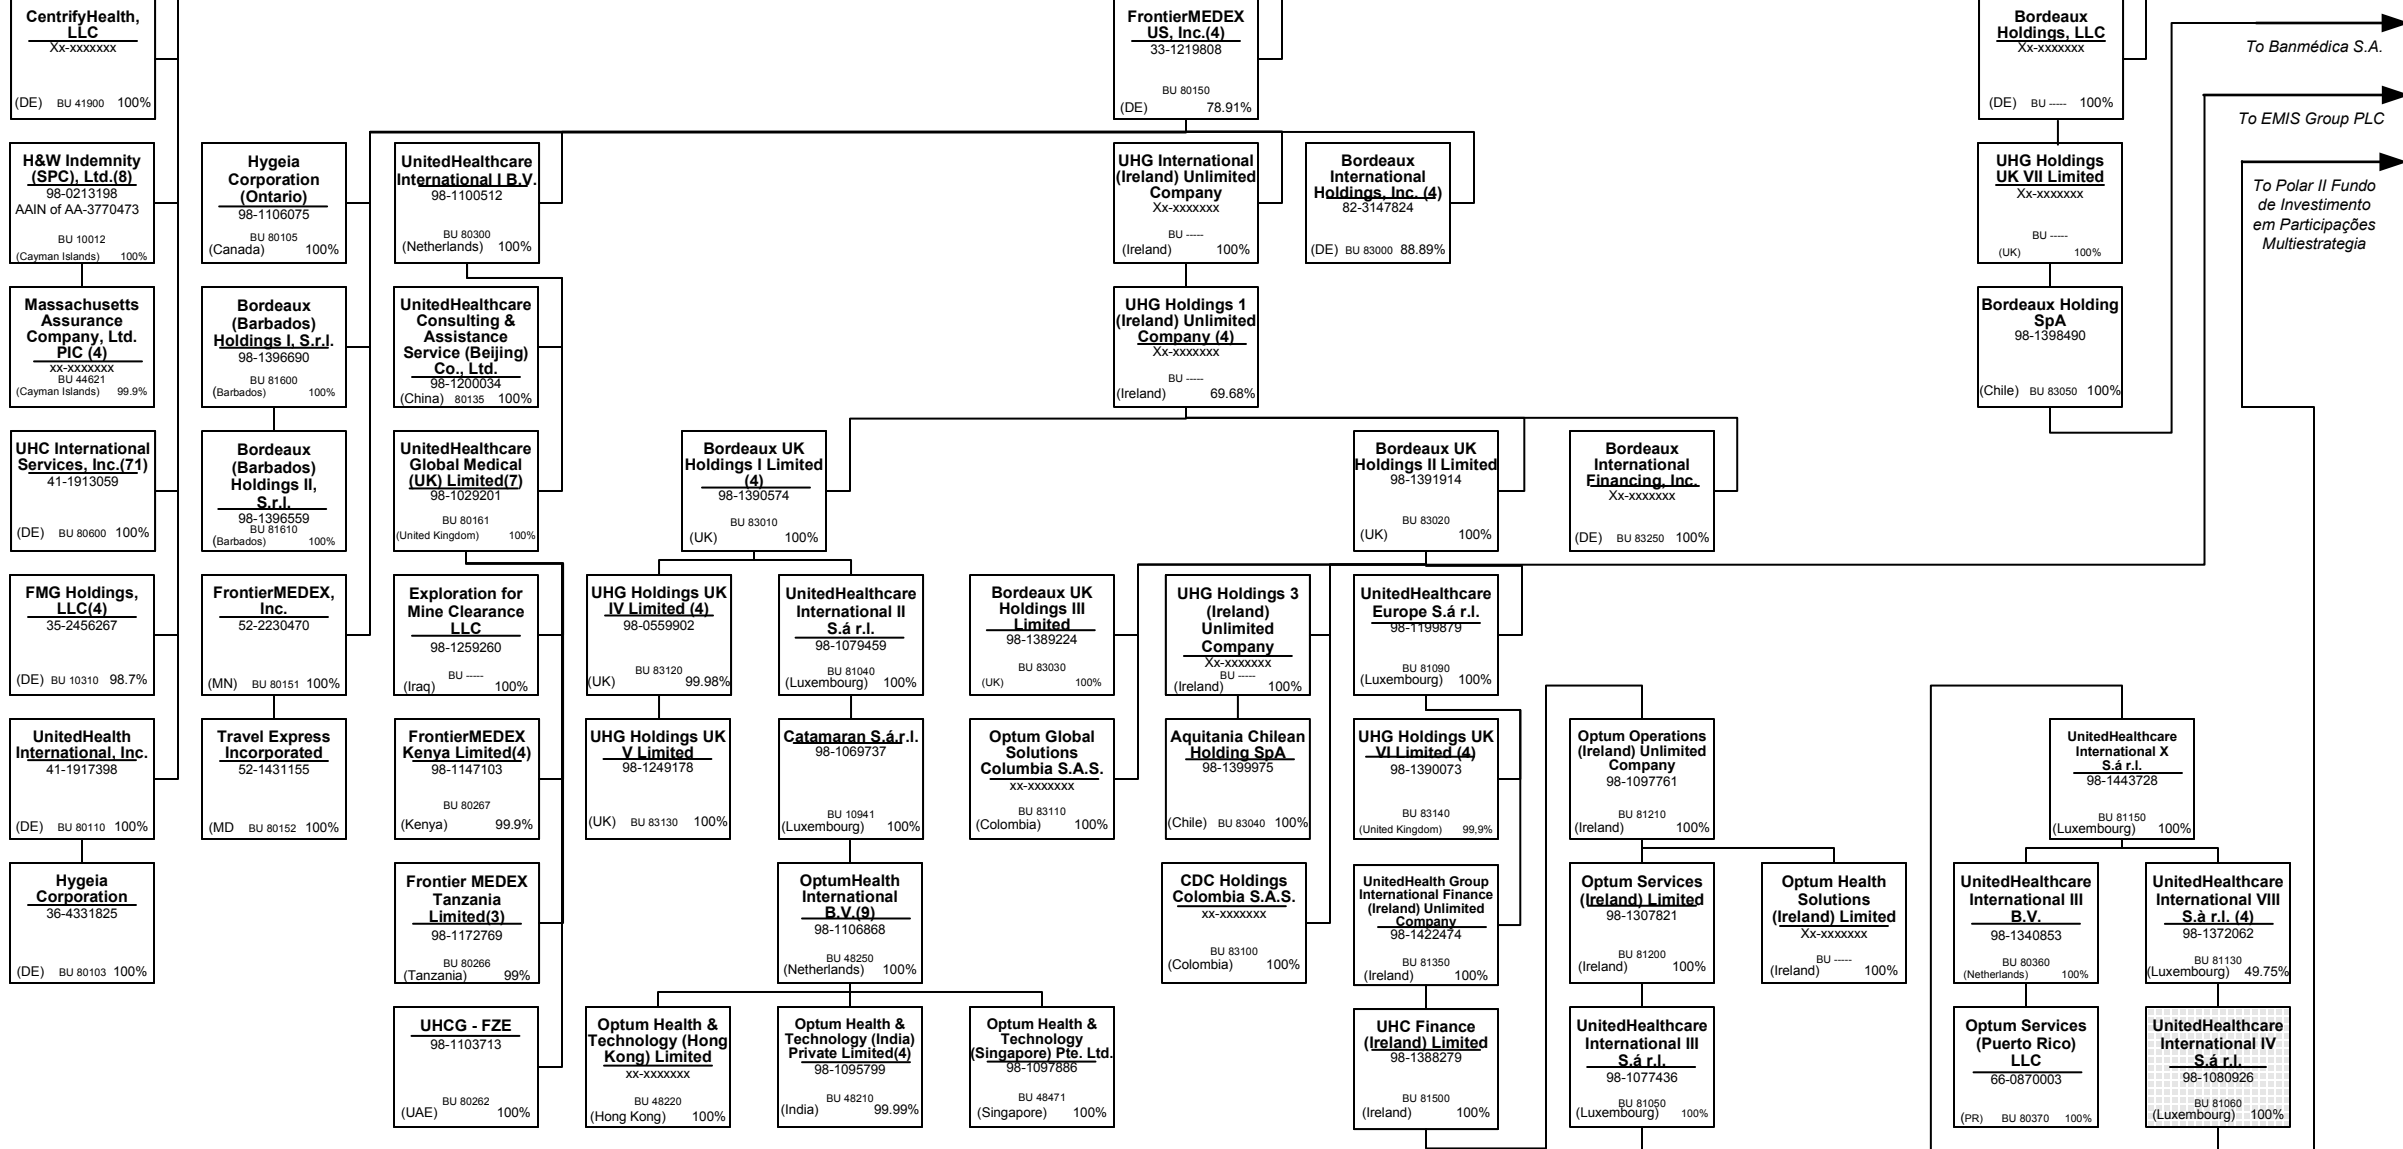 CentrifyHealth,
LLC
Xx-xxxxxxx
(DE) BU 41900 100%
FrontierMEDEX
US, Inc.(4)
33-1219808
BU 80150
(DE) 78.91%
Bordeaux
Holdings, LLC
Xx-xxxxxxx
(DE) BU ----- 100%
To Banmédica S.A.
To EMIS Group PLC
To Polar II Fundo
de Investimento
em Participações
Multiestrategia
H&W Indemnity
(SPC), Ltd.(8)
98-0213198
AAIN of AA-3770473
BU 10012
(Cayman Islands) 100%
Hygeia
Corporation
(Ontario)
98-1106075
BU 80105
(Canada) 100%
UnitedHealthcare
International I B.V.
98-1100512
BU 80300
(Netherlands) 100%
UHG International
(Ireland) Unlimited
Company
Xx-xxxxxxx
BU -----
(Ireland) 100%
Bordeaux
International
Holdings, Inc. (4)
82-3147824
(DE) BU 83000 88.89%
UHG Holdings
UK VII Limited
Xx-xxxxxxx
BU -----
(UK) 100%
Massachusetts
Assurance
Company, Ltd.
PIC (4)
xx-xxxxxxx
BU 44621
(Cayman Islands) 99.9%
Bordeaux
(Barbados)
Holdings I, S.r.l.
98-1396690
BU 81600
(Barbados) 100%
UnitedHealthcare
Consulting &
Assistance
Service (Beijing)
Co., Ltd.
98-1200034
(China) 80135 100%
UHG Holdings 1
(Ireland) Unlimited
Company (4)
Xx-xxxxxxx
BU -----
(Ireland) 69.68%
Bordeaux Holding
SpA
98-1398490
(Chile) BU 83050 100%
UHC International
Services, Inc.(71)
41-1913059
(DE) BU 80600 100%
Bordeaux
(Barbados)
Holdings II,
S.r.l.
98-1396559
BU 81610
(Barbados) 100%
UnitedHealthcare
Global Medical
(UK) Limited(7)
98-1029201
BU 80161
(United Kingdom) 100%
Bordeaux UK
Holdings I Limited
(4)
98-1390574
BU 83010
(UK) 100%
Bordeaux UK
Holdings II Limited
98-1391914
BU 83020
(UK) 100%
Bordeaux
International
Financing, Inc.
Xx-xxxxxxx
(DE) BU 83250 100%
FMG Holdings,
LLC(4)
35-2456267
(DE) BU 10310 98.7%
FrontierMEDEX,
Inc.
52-2230470
(MN) BU 80151 100%
Exploration for
Mine Clearance
LLC
98-1259260
BU -----
(Iraq) 100%
UHG Holdings UK
IV Limited (4)
98-0559902
BU 83120
(UK) 99.98%
UnitedHealthcare
International II
S.á r.l.
98-1079459
BU 81040
(Luxembourg) 100%
Bordeaux UK
Holdings III
Limited
98-1389224
BU 83030
(UK) 100%
UHG Holdings 3
(Ireland)
Unlimited
Company
Xx-xxxxxxx
BU -----
(Ireland) 100%
UnitedHealthcare
Europe S.á r.l.
98-1199879
BU 81090
(Luxembourg) 100%
UnitedHealth
International, Inc.
41-1917398
(DE) BU 80110 100%
Travel Express
Incorporated
52-1431155
(MD BU 80152 100%
FrontierMEDEX
Kenya Limited(4)
98-1147103
BU 80267
(Kenya) 99.9%
UHG Holdings UK
V Limited
98-1249178
(UK) BU 83130 100%
Catamaran S.á.r.l.
98-1069737
BU 10941
(Luxembourg) 100%
Optum Global
Solutions
Columbia S.A.S.
xx-xxxxxxx
BU 83110
(Colombia) 100%
Aquitania Chilean
Holding SpA
98-1399975
(Chile) BU 83040 100%
UHG Holdings UK
VI Limited (4)
98-1390073
BU 83140
(United Kingdom) 99,9%
Optum Operations
(Ireland) Unlimited
Company
98-1097761
BU 81210
(Ireland) 100%
UnitedHealthcare
International X
S.á r.l.
98-1443728
BU 81150
(Luxembourg) 100%
Hygeia
Corporation
36-4331825
(DE) BU 80103 100%
Frontier MEDEX
Tanzania
Limited(3)
98-1172769
BU 80266
(Tanzania) 99%
OptumHealth
International
B.V.(9)
98-1106868
BU 48250
(Netherlands) 100%
CDC Holdings
Colombia S.A.S.
xx-xxxxxxx
BU 83100
(Colombia) 100%
UnitedHealth Group
International Finance
(Ireland) Unlimited
Company
98-1422474
BU 81350
(Ireland) 100%
Optum Services
(Ireland) Limited
98-1307821
BU 81200
(Ireland) 100%
Optum Health
Solutions
(Ireland) Limited
Xx-xxxxxxx
BU -----
(Ireland) 100%
UnitedHealthcare
International III
B.V.
98-1340853
BU 80360
(Netherlands) 100%
UnitedHealthcare
International VIII
S.à r.l. (4)
98-1372062
BU 81130
(Luxembourg) 49.75%
UHCG - FZE
98-1103713
BU 80262
(UAE) 100%
Optum Health &
Technology (Hong
Kong) Limited
xx-xxxxxxx
BU 48220
(Hong Kong) 100%
Optum Health &
Technology (India)
Private Limited(4)
98-1095799
BU 48210
(India) 99.99%
Optum Health &
Technology
(Singapore) Pte. Ltd.
98-1097886
BU 48471
(Singapore) 100%
UHC Finance
(Ireland) Limited
98-1388279
BU 81500
(Ireland) 100%
UnitedHealthcare
International III
S.á r.l.
98-1077436
BU 81050
(Luxembourg) 100%
Optum Services
(Puerto Rico)
LLC
66-0870003
(PR) BU 80370 100%
UnitedHealthcare
International IV
S.á r.l.
98-1080926
BU 81060
(Luxembourg) 100%